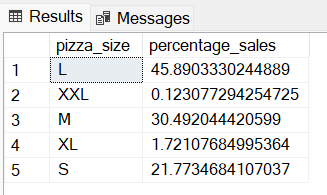 Results Messages
pizza_size percentage_sales
1 L 45.8903330244889
2 XXL 0.123077294254725
3 M 30.492044420599
4 XL 1.72107684995364
5 S 21.7734684107037